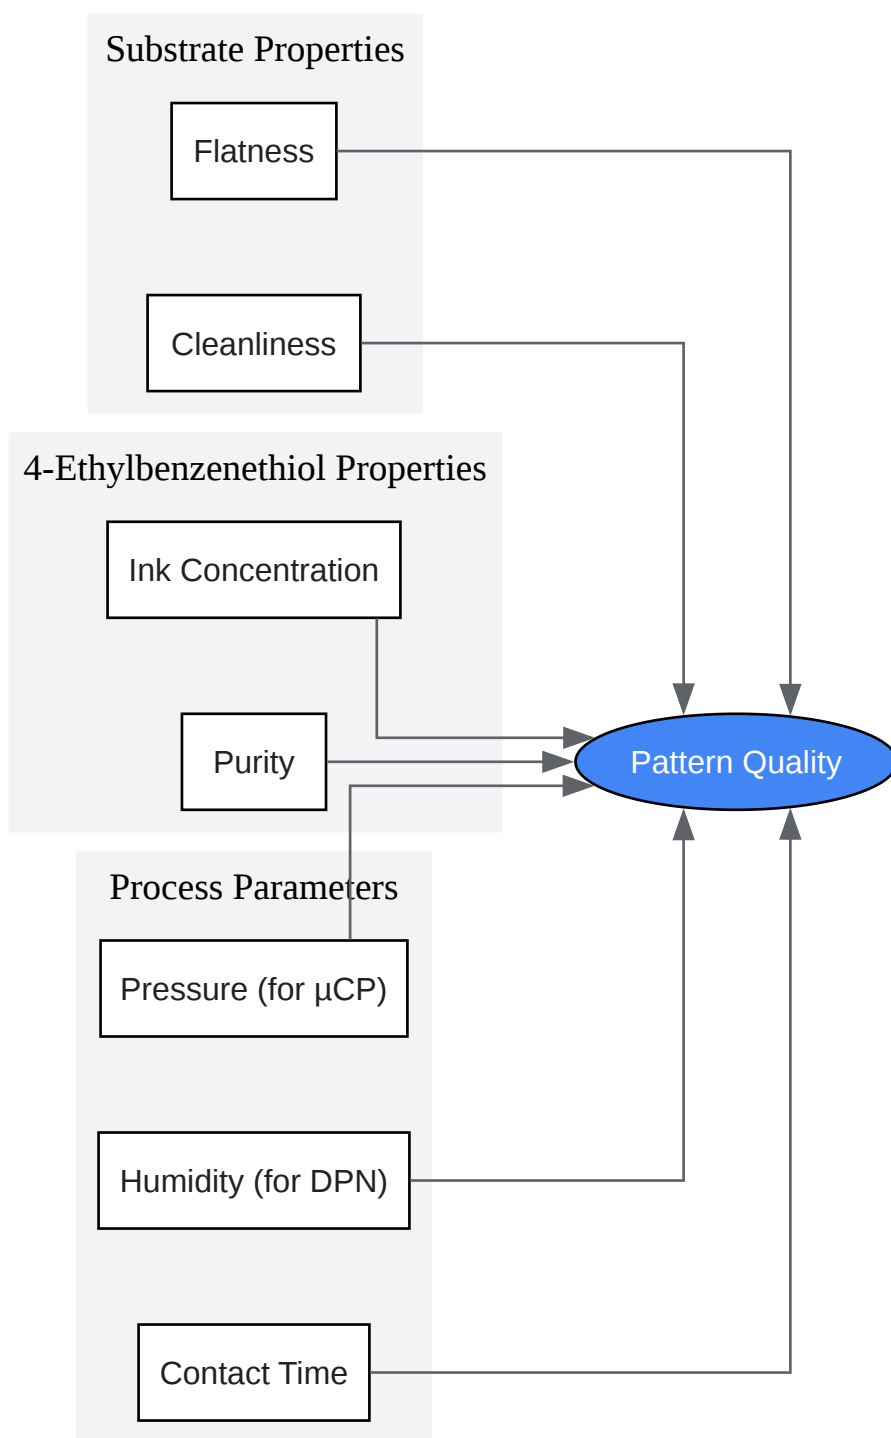 Substrate Properties
Flatness
Cleanliness
4-Ethylbenzenethiol Properties
Ink Concentration
Purity
Pattern Quality
Process Parameters
Pressure (for µCP)
Humidity (for DPN)
Contact Time